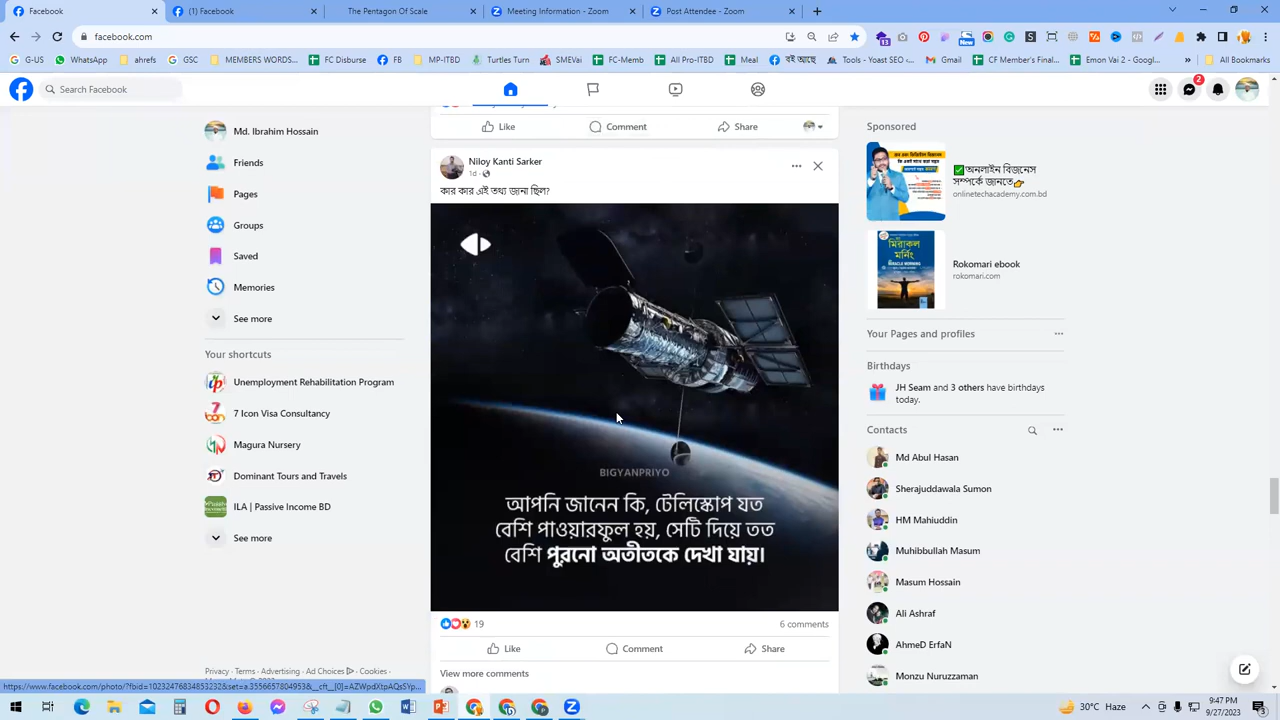 (1) Facebook
(1) Facebook
The Pentagon Of Scale
Meeting Information - Zoom
Post Attendee - Zoom
facebook.com
G-US
WhatsApp
ahrefs
GSC
MEMBERS WORDS...
FC Disburse
FB
MP-ITBD
Turtles Turn
SMEVai
FC-Memb
All Pro-ITBD
Meal
বই আছে
Tools - Yoast SEO ‹...
Gmail
CF Member's Final...
Emon Vai 2 - Googl...
All Bookmarks
13
New
Search Facebook
2
Md. Ibrahim Hossain
Friends
Pages
Groups
Saved
Memories
See more
Your shortcuts
Unemployment Rehabilitation Program
7 Icon Visa Consultancy
Magura Nursery
Dominant Tours and Travels
ILA | Passive Income BD
See more
Privacy · Terms · Advertising · Ad Choices · Cookies ·
Like
Comment
Share
Niloy Kanti Sarker
1d ·
কার কার এই তথ্য জানা ছিল?
BIGYANPRIYO
আপনি জানেন কি, টেলিস্কোপ যত
বেশি পাওয়ারফুল হয়, সেটি দিয়ে তত
বেশি পুরনো অতীতকে দেখা যায়।
19
6 comments
Like
Comment
Share
View more comments
Sponsored
অনলাইন বিজনেস
সম্পর্কে জানতে
onlinetechacademy.com.bd
মিরাকল
মর্নিং
Rokomari ebook
rokomari.com
Your Pages and profiles
Birthdays
JH Seam and 3 others have birthdays
today.
Contacts
Md Abul Hasan
Sherajuddawala Sumon
HM Mahiuddin
Muhibbullah Masum
Masum Hossain
Ali Ashraf
AhmeD ErfaN
Monzu Nuruzzaman
30°C Haze
9:47 PM
9/27/2023